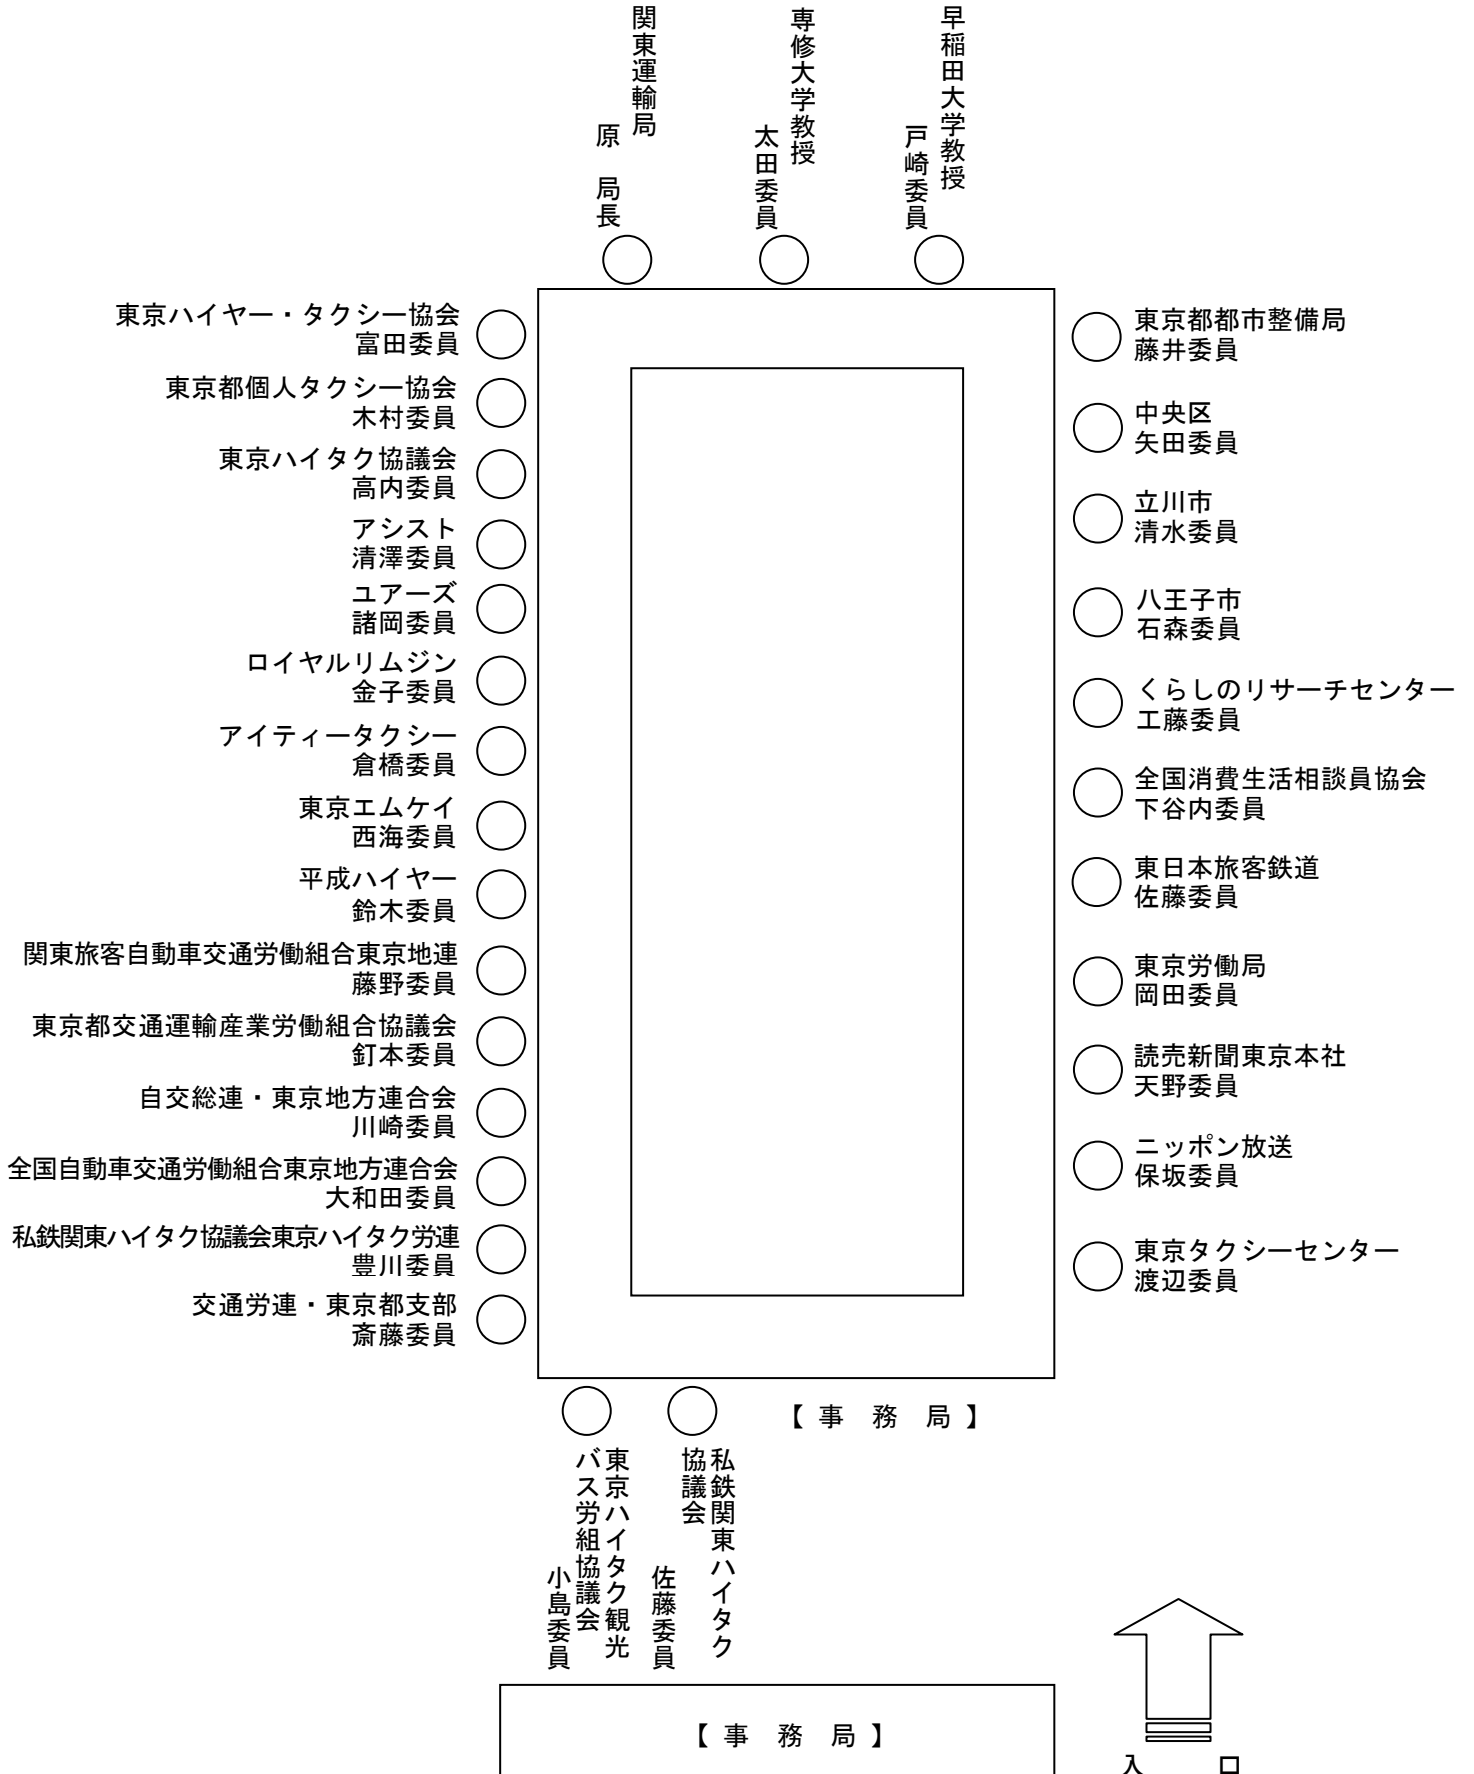 関東運輸局
原　局長
専修大学教授
太田委員
早稲田大学教授
戸崎委員
東京ハイヤー・タクシー協会
富田委員
東京都個人タクシー協会
木村委員
東京ハイタク協議会
高内委員
アシスト
清澤委員
ユアーズ
諸岡委員
ロイヤルリムジン
金子委員
アイティータクシー
倉橋委員
東京エムケイ
西海委員
平成ハイヤー
鈴木委員
関東旅客自動車交通労働組合東京地連
藤野委員
東京都交通運輸産業労働組合協議会
釘本委員
自交総連・東京地方連合会
川崎委員
全国自動車交通労働組合東京地方連合会
大和田委員
私鉄関東ハイタク協議会東京ハイタク労連
豊川委員
交通労連・東京都支部
斎藤委員
東京都都市整備局
藤井委員
中央区
矢田委員
立川市
清水委員
八王子市
石森委員
くらしのリサーチセンター
工藤委員
全国消費生活相談員協会
下谷内委員
東日本旅客鉄道
佐藤委員
東京労働局
岡田委員
読売新聞東京本社
天野委員
ニッポン放送
保坂委員
東京タクシーセンター
渡辺委員
【 事　務　局 】
東京ハイタク観光
バス労組協議会
小島委員
私鉄関東ハイタク
協議会
佐藤委員
【 事　務　局 】
入　　　口